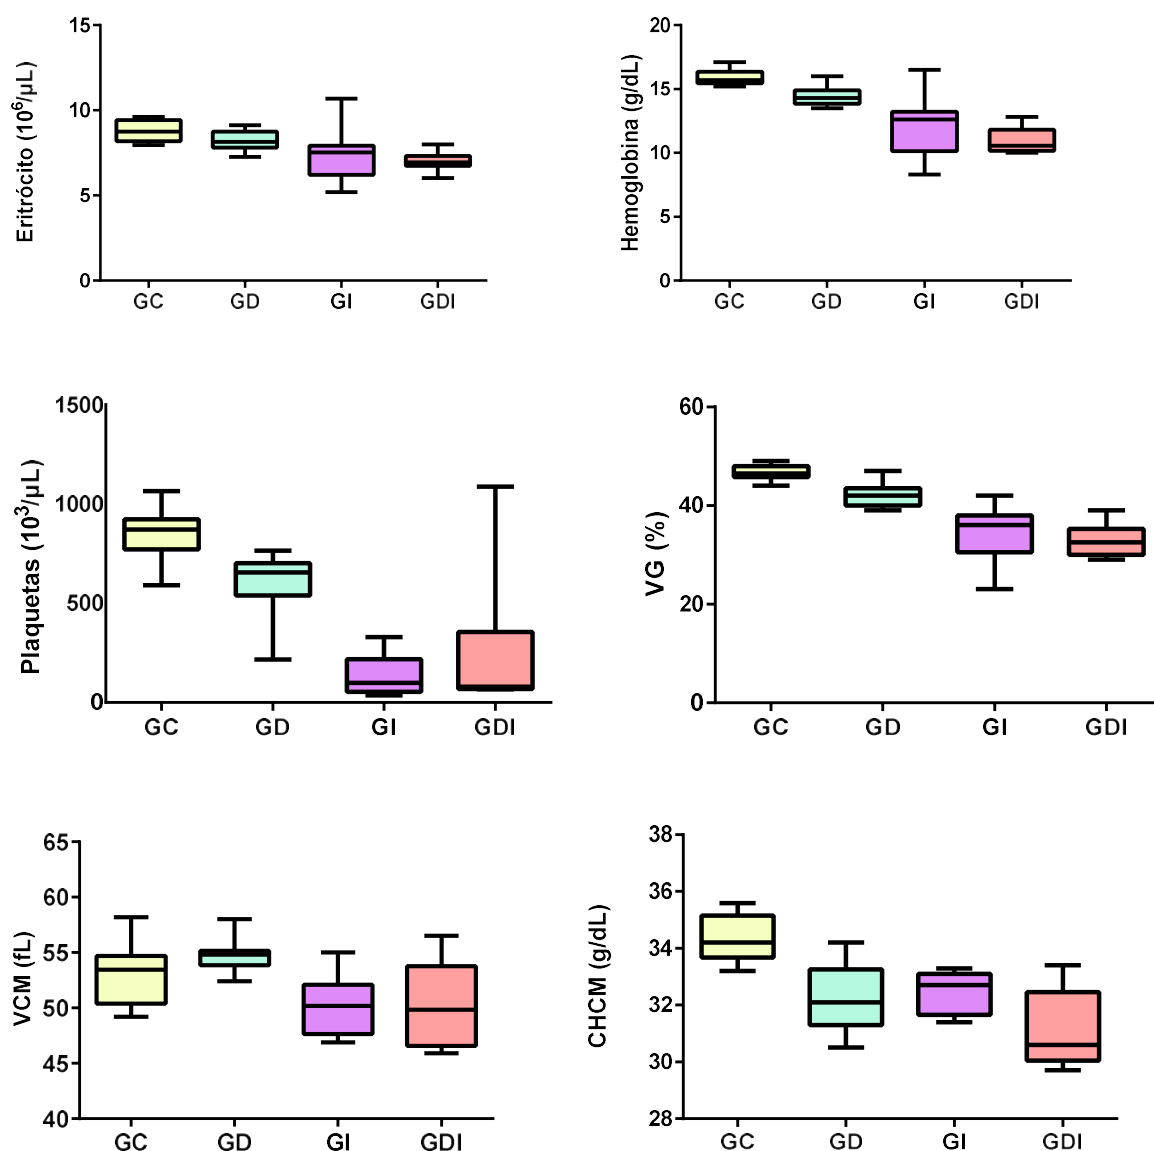 Eritrócito (10⁶/µL)
15
10
5
0
GC GD GI GDI
Hemoglobina (g/dL)
20
15
10
5
0
GC GD GI GDI
Plaquetas (10³/µL)
1500
1000
500
0
GC GD GI GDI
VG (%)
60
40
20
0
GC GD GI GDI
VCM (fL)
65
60
55
50
45
40
GC GD GI GDI
CHCM (g/dL)
38
36
34
32
30
28
GC GD GI GDI